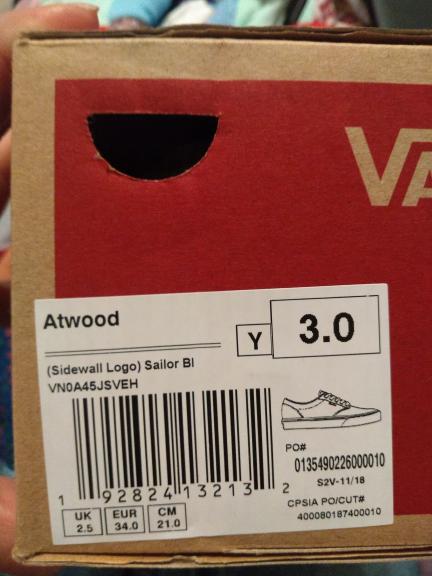 VA
Atwood
Y
3.0
(Sidewall Logo) Sailor Bl
VN0A45JSVEH
PO#
0135490226000010
S2V-11/18
CPSIA PO/CUT#
400080187400010
1 92824 13213 2
UK
2.5
EUR
34.0
CM
21.0